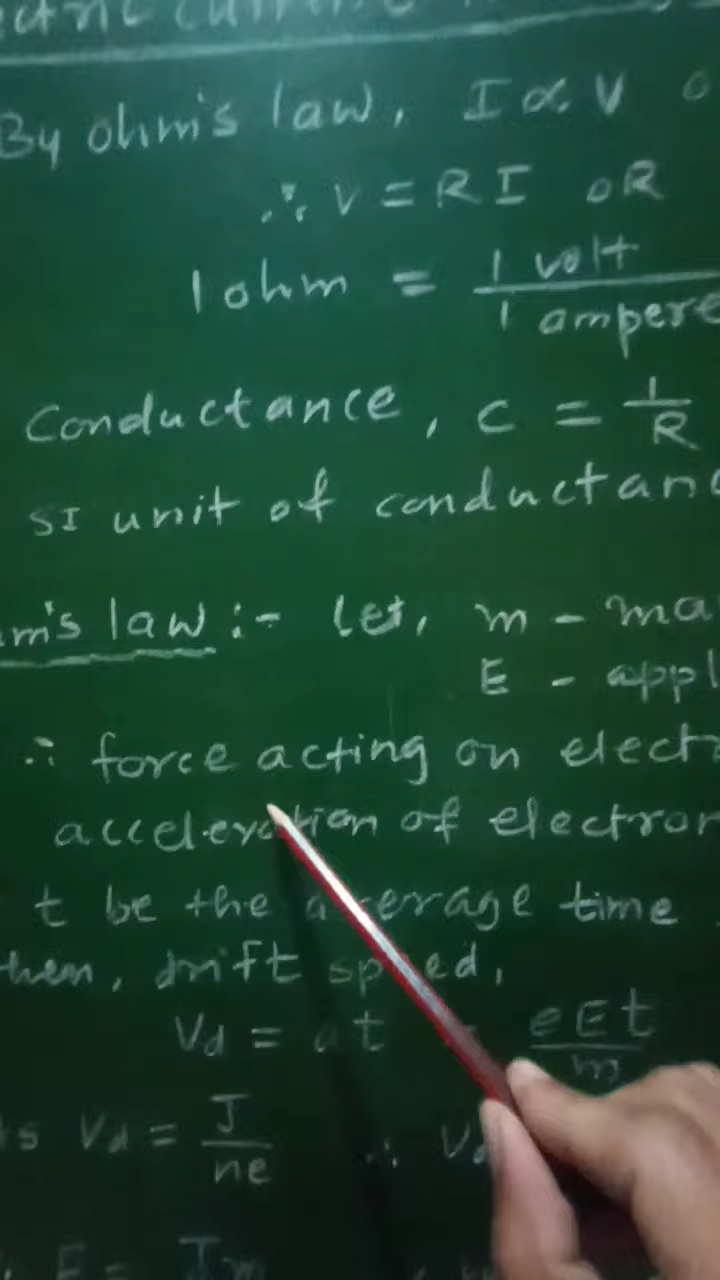 By ohm's law, I ∝ V
∴ V = R I OR
1 ohm = 1 volt / 1 ampere
Conductance, C = 1/R
SI unit of conductan
m's law :- Let, m - ma
E - appl
∴ force acting on elect
acceleration of electron
t be the average time
then, drift speed,
Vd = at = eEt/m
Vd = J/ne ∴ Vd